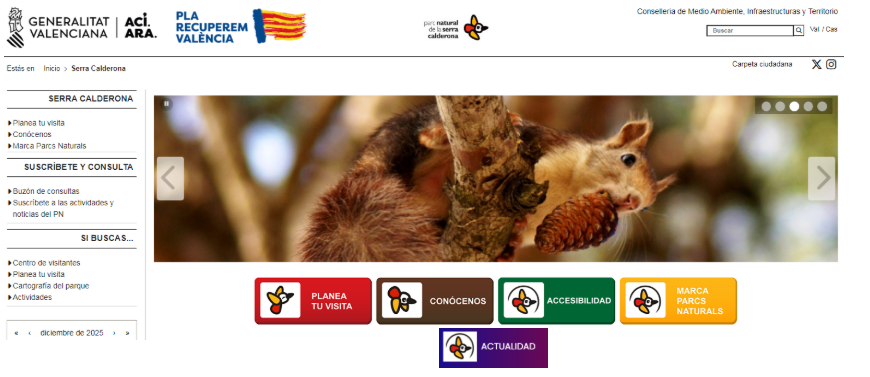 GENERALITAT
VALENCIANA
ACÍ.
ARA.
PLA
RECUPEREM
VALÈNCIA
parc natural
de la serra
calderona
Conselleria de Medio Ambiente, Infraestructuras y Territorio
Buscar
Val / Cas
Estás en Inicio > Serra Calderona
Carpeta ciudadana
SERRA CALDERONA
Planea tu visita
Conócenos
Marca Parcs Naturals
SUSCRÍBETE Y CONSULTA
Buzón de consultas
Suscríbete a las actividades y
noticias del PN
SI BUSCAS...
Centro de visitantes
Planea tu visita
Cartografía del parque
Actividades
« ‹ diciembre de 2025 › »
PLANEA
TU VISITA
CONÓCENOS
ACCESIBILIDAD
MARCA
PARCS
NATURALS
ACTUALIDAD